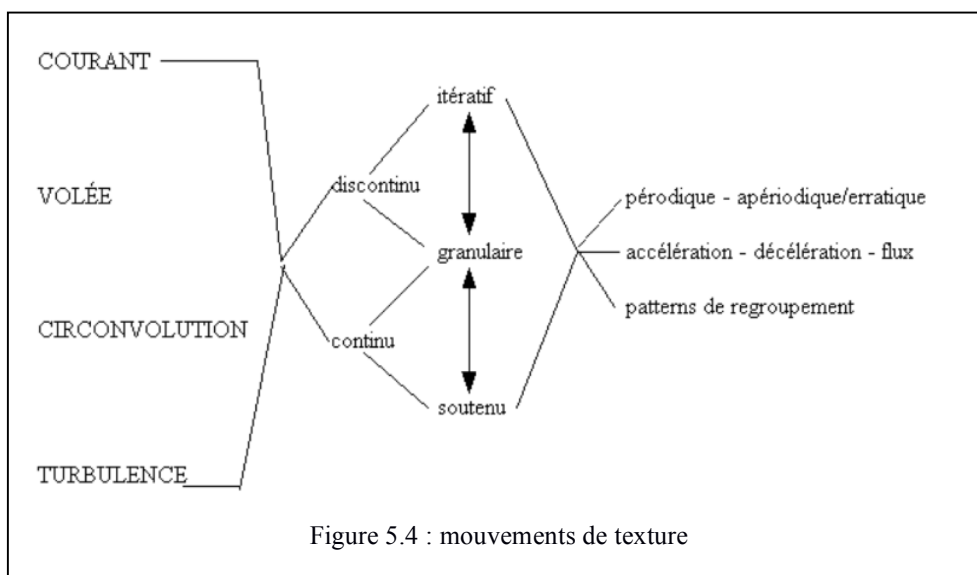 COURANT
VOLÉE
CIRCONVOLUTION
TURBULENCE
discontinu
continu
itératif
granulaire
soutenu
pérodique - apériodique/erratique
accélération - décélération - flux
patterns de regroupement
Figure 5.4 : mouvements de texture